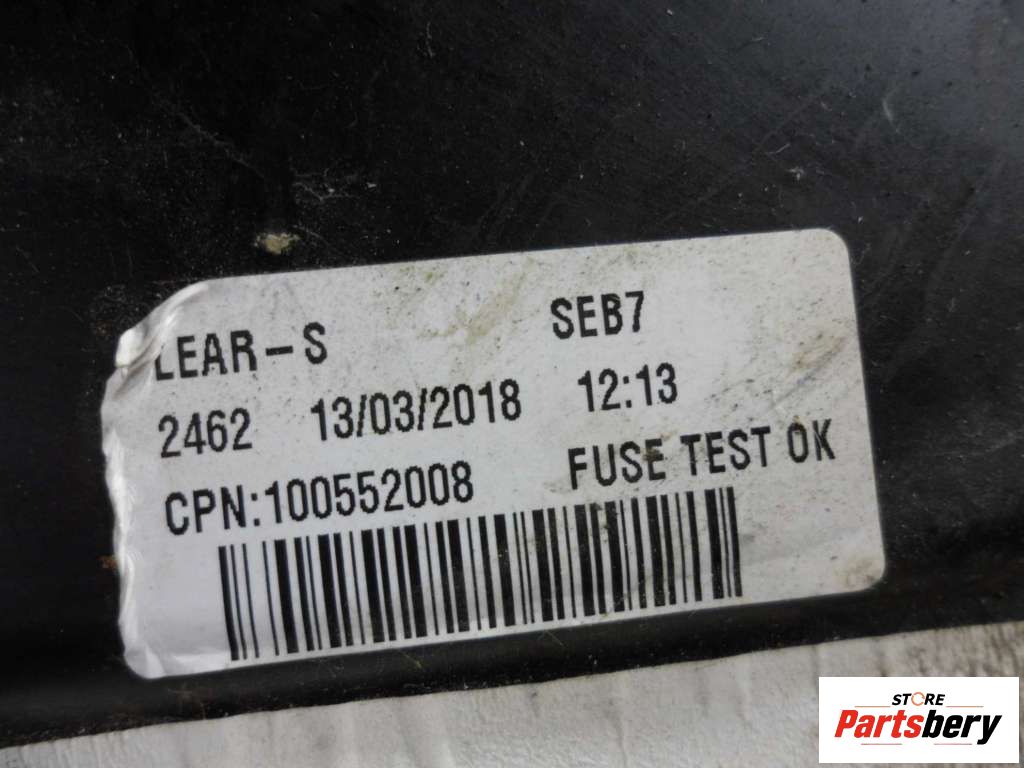 LEAR-S SEB7
2462 13/03/2018 12:13
CPN:100552008 FUSE TEST OK
STORE
Partsbery